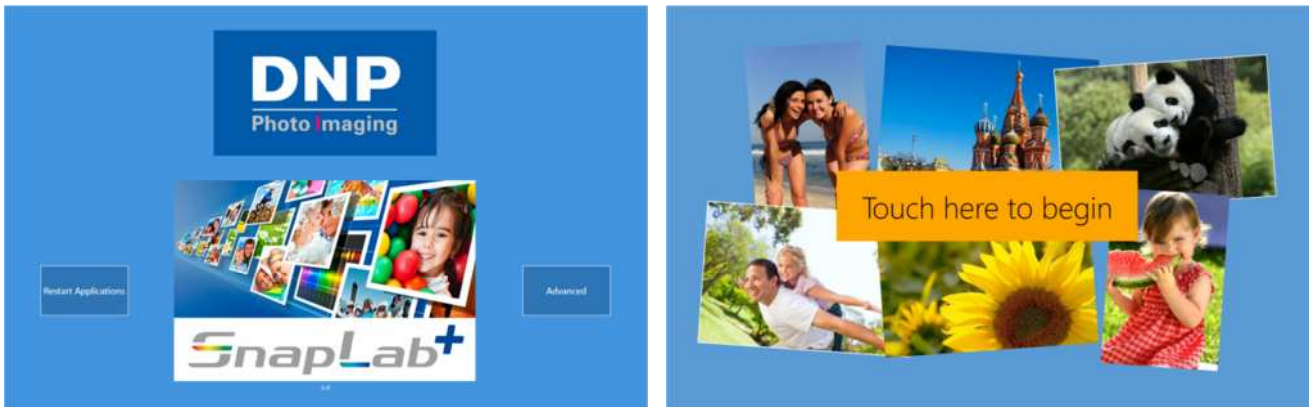 DNP
Photo Imaging
Restart Applications
Advanced
SnapLab+
Touch here to begin